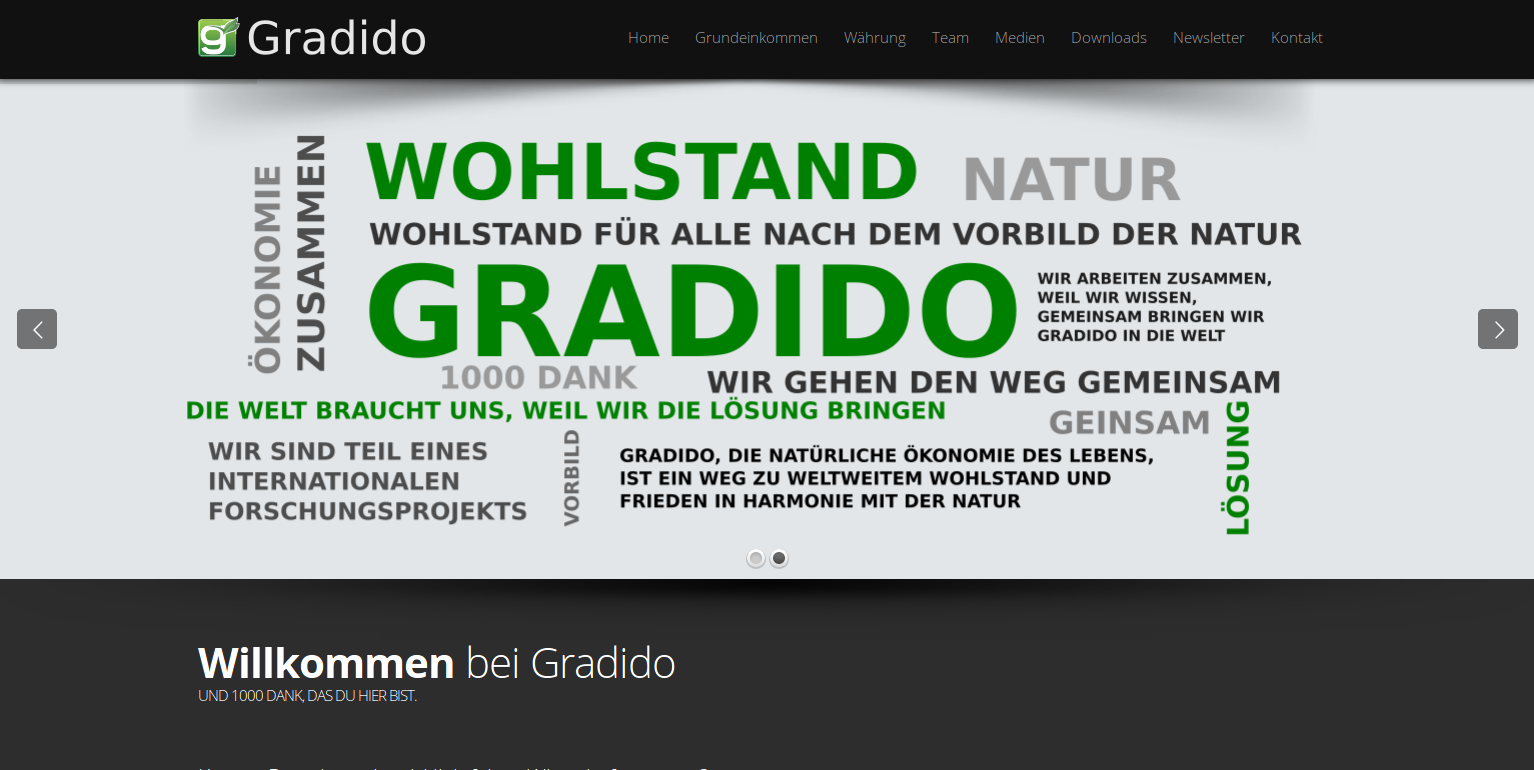 Gradido
Home Grundeinkommen Währung Team Medien Downloads Newsletter Kontakt
ÖKONOMIE
ZUSAMMEN
WOHLSTAND
NATUR
WOHLSTAND FÜR ALLE NACH DEM VORBILD DER NATUR
GRADIDO
WIR ARBEITEN ZUSAMMEN,
WEIL WIR WISSEN,
GEMEINSAM BRINGEN WIR
GRADIDO IN DIE WELT
1000 DANK
WIR GEHEN DEN WEG GEMEINSAM
DIE WELT BRAUCHT UNS, WEIL WIR DIE LÖSUNG BRINGEN
GEINSAM
LÖSUNG
WIR SIND TEIL EINES
INTERNATIONALEN
FORSCHUNGSPROJEKTS
VORBILD
GRADIDO, DIE NATÜRLICHE ÖKONOMIE DES LEBENS,
IST EIN WEG ZU WELTWEITEM WOHLSTAND UND
FRIEDEN IN HARMONIE MIT DER NATUR
Willkommen bei Gradido
UND 1000 DANK, DAS DU HIER BIST.